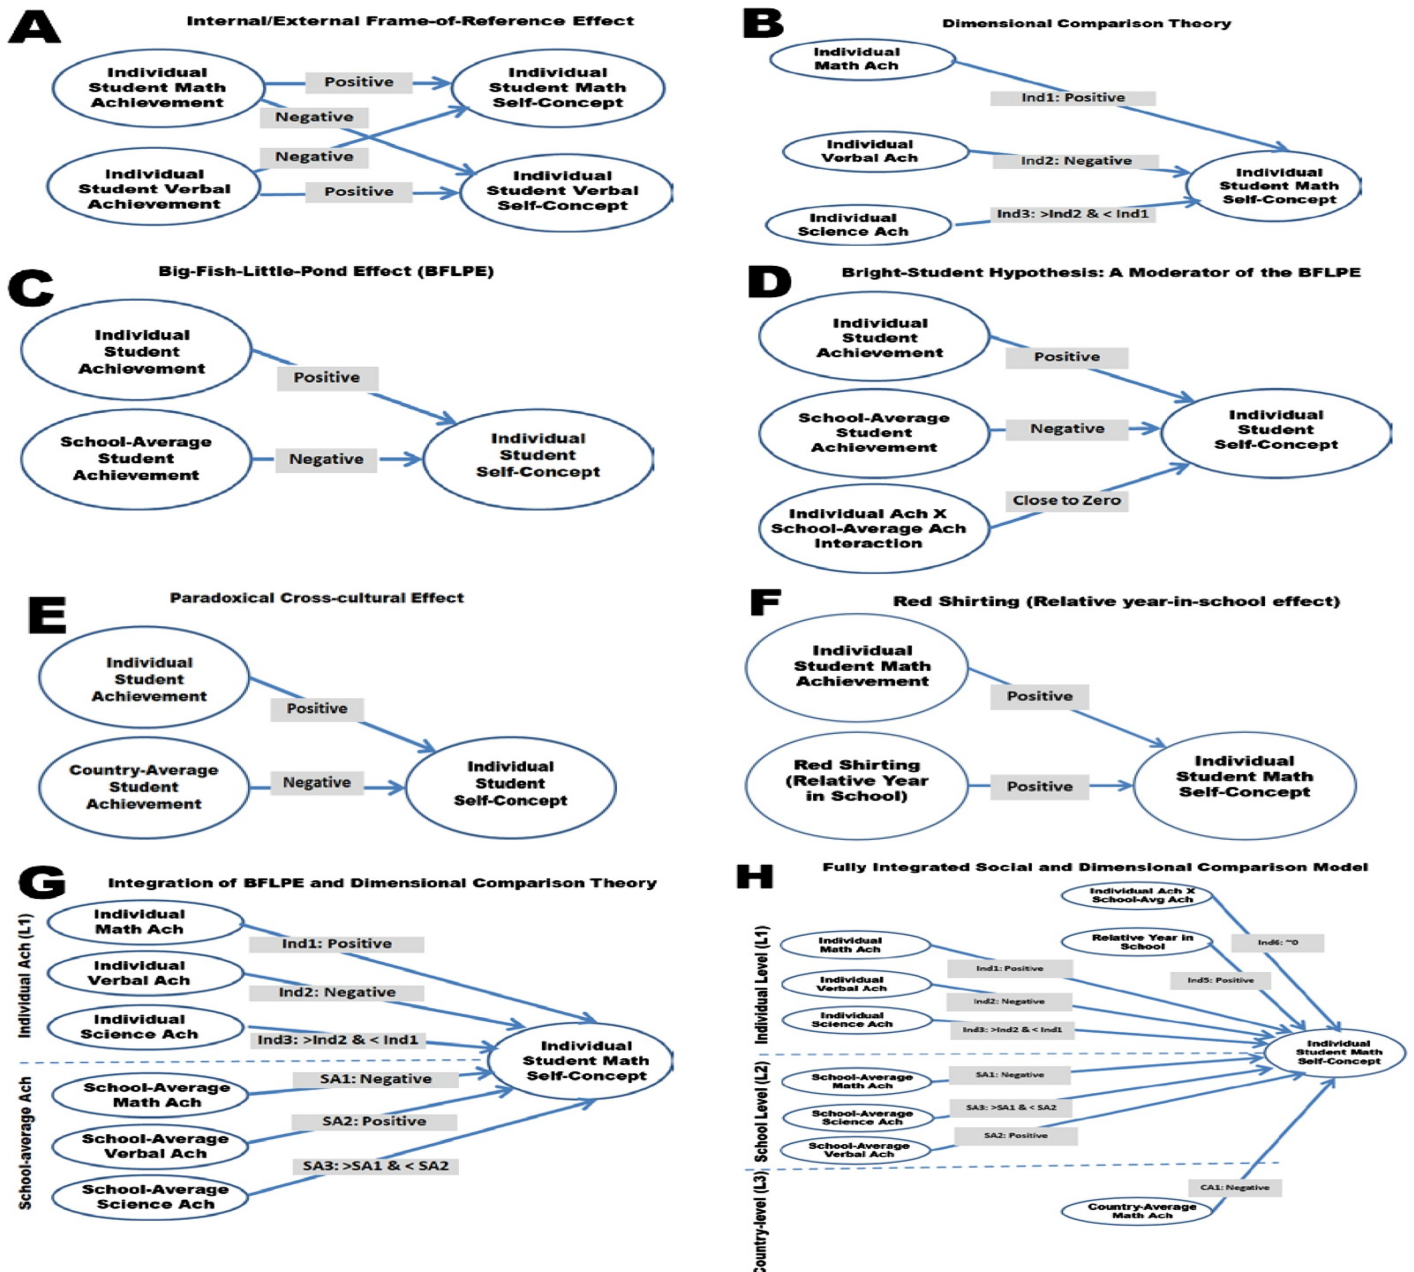 A
Internal/External Frame-of-Reference Effect
Individual
Student Math
Achievement
Positive
Individual
Student Math
Self-Concept
Negative
Negative
Individual
Student Verbal
Achievement
Positive
Individual
Student Verbal
Self-Concept
B
Dimensional Comparison Theory
Individual
Math Ach
Ind1: Positive
Individual
Verbal Ach
Ind2: Negative
Individual
Student Math
Self-Concept
Individual
Science Ach
Ind3: >Ind2 & < Ind1
C
Big-Fish-Little-Pond Effect (BFLPE)
Individual
Student
Achievement
Positive
School-Average
Student
Achievement
Negative
Individual
Student
Self-Concept
D
Bright-Student Hypothesis: A Moderator of the BFLPE
Individual
Student
Achievement
Positive
School-Average
Student
Achievement
Negative
Individual
Student
Self-Concept
Individual Ach X
School-Average Ach
Interaction
Close to Zero
E
Paradoxical Cross-cultural Effect
Individual
Student
Achievement
Positive
Country-Average
Student
Achievement
Negative
Individual
Student
Self-Concept
F
Red Shirting (Relative year-in-school effect)
Individual
Student Math
Achievement
Positive
Red Shirting
(Relative Year
in School)
Positive
Individual
Student Math
Self-Concept
G
Integration of BFLPE and Dimensional Comparison Theory
Individual Ach (L1)
Individual
Math Ach
Ind1: Positive
Individual
Verbal Ach
Ind2: Negative
Individual
Science Ach
Ind3: >Ind2 & < Ind1
Individual
Student Math
Self-Concept
School-average Ach
School-Average
Math Ach
SA1: Negative
School-Average
Verbal Ach
SA2: Positive
School-Average
Science Ach
SA3: >SA1 & < SA2
H
Fully Integrated Social and Dimensional Comparison Model
Individual Ach X
School-Avg Ach
Ind6: ~0
Relative Year in
School
Ind5: Positive
Individual Level (L1)
Individual
Math Ach
Ind1: Positive
Individual
Verbal Ach
Ind2: Negative
Individual
Science Ach
Ind3: >Ind2 & < Ind1
Individual
Student Math
Self-Concept
School Level (L2)
School-Average
Math Ach
SA1: Negative
School-Average
Science Ach
SA3: >SA1 & < SA2
School-Average
Verbal Ach
SA2: Positive
Country-level (L3)
CA1: Negative
Country-Average
Math Ach